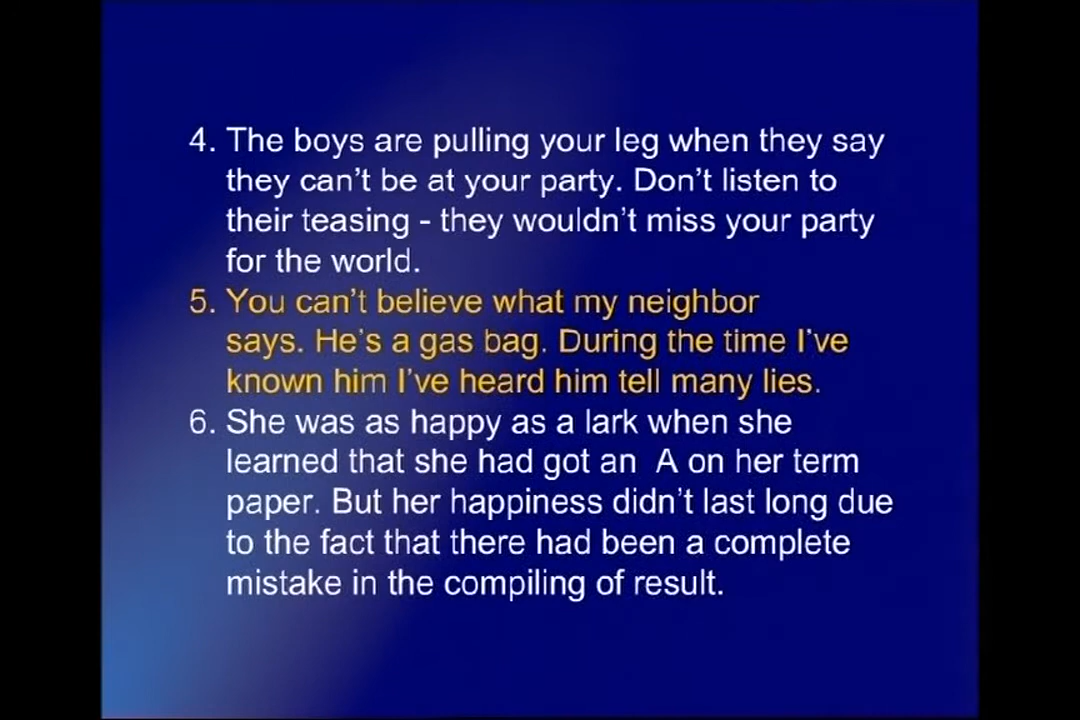 4. The boys are pulling your leg when they say
they can't be at your party. Don't listen to
their teasing - they wouldn't miss your party
for the world.
5. You can't believe what my neighbor
says. He's a gas bag. During the time I've
known him I've heard him tell many lies.
6. She was as happy as a lark when she
learned that she had got an  A on her term
paper. But her happiness didn't last long due
to the fact that there had been a complete
mistake in the compiling of result.